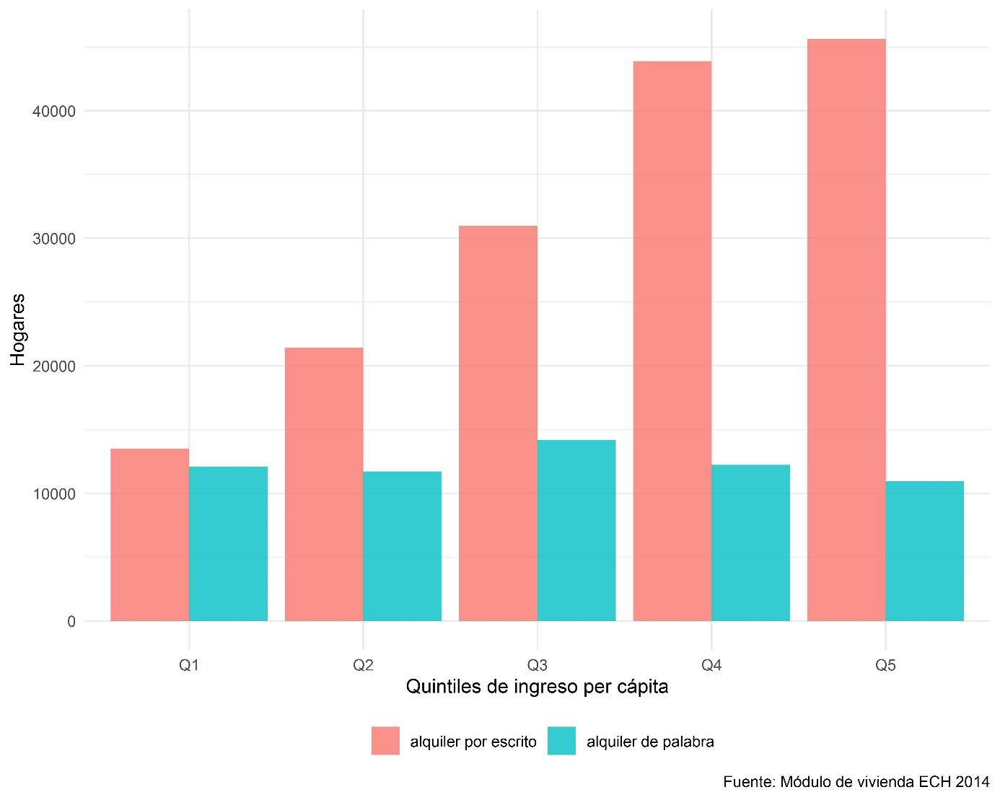 Hogares
40000
30000
20000
10000
0
Q1 Q2 Q3 Q4 Q5
Quintiles de ingreso per cápita
alquiler por escrito alquiler de palabra
Fuente: Módulo de vivienda ECH 2014